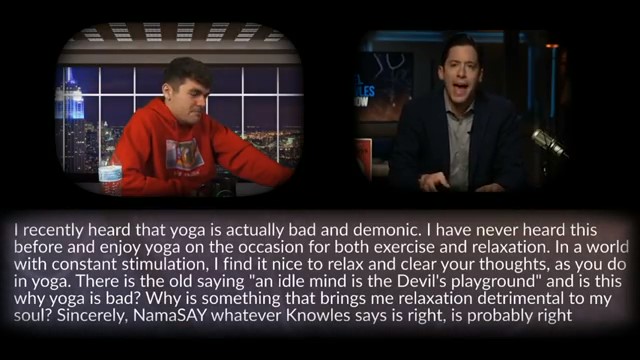 LES
OW
I recently heard that yoga is actually bad and demonic. I have never heard this
before and enjoy yoga on the occasion for both exercise and relaxation. In a world
with constant stimulation, I find it nice to relax and clear your thoughts, as you do
in yoga. There is the old saying "an idle mind is the Devil's playground" and is this
why yoga is bad? Why is something that brings me relaxation detrimental to my
soul? Sincerely, NamaSAY whatever Knowles says is right, is probably right